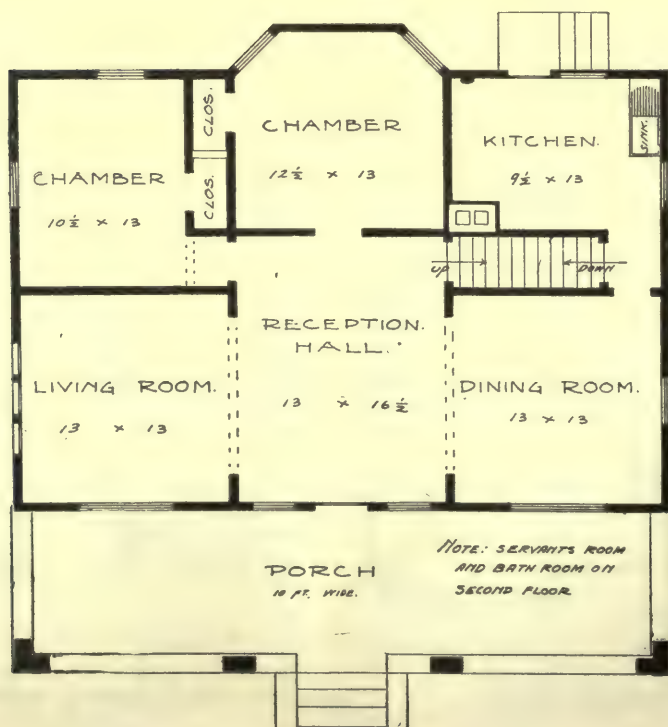 CLOS.
CHAMBER
12½ × 13
KITCHEN.
9½ × 13
SINK.
CHAMBER
10½ × 13
CLOS.
UP
DOWN
RECEPTION.
HALL.
13 × 16½
LIVING ROOM.
13 × 13
DINING ROOM.
13 × 13
PORCH
10 FT. WIDE.
NOTE: SERVANTS ROOM
AND BATH ROOM ON
SECOND FLOOR